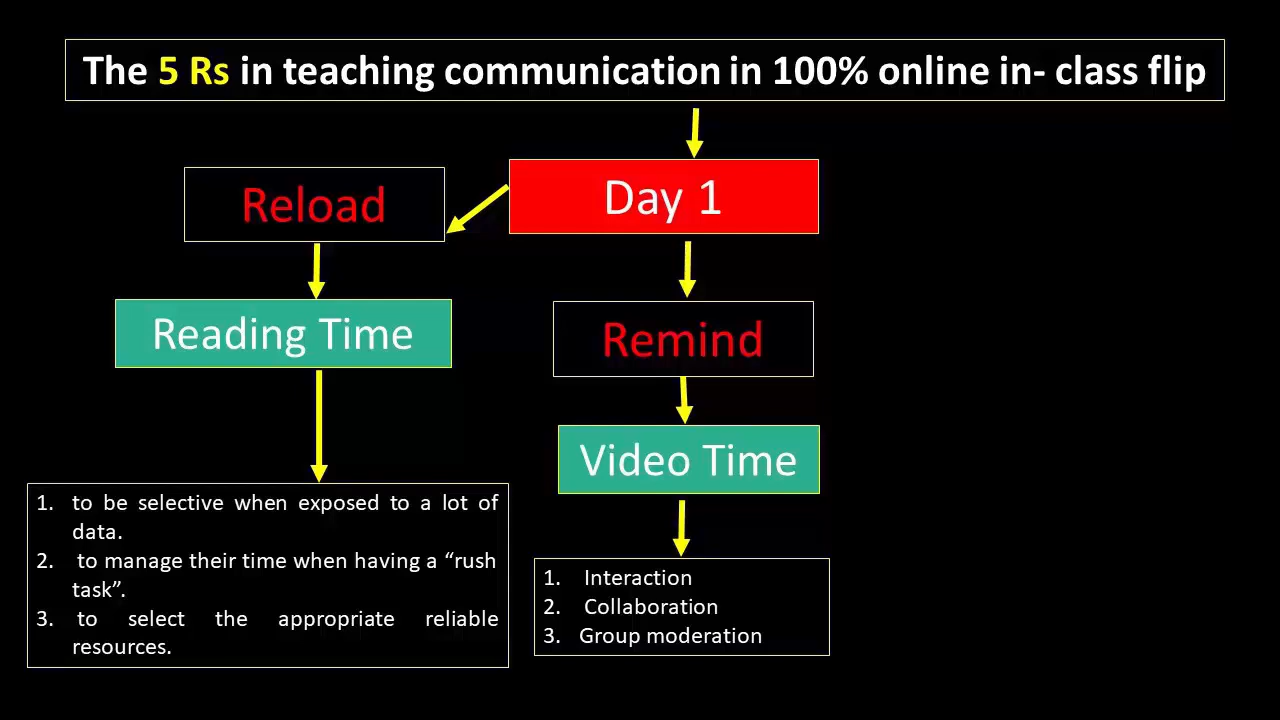 The 5 Rs in teaching communication in 100% online in- class flip
Day 1
Reload
Reading Time
1. to be selective when exposed to a lot of
data.
2. to manage their time when having a “rush
task”.
3. to select the appropriate reliable
resources.
Remind
Video Time
1. Interaction
2. Collaboration
3. Group moderation